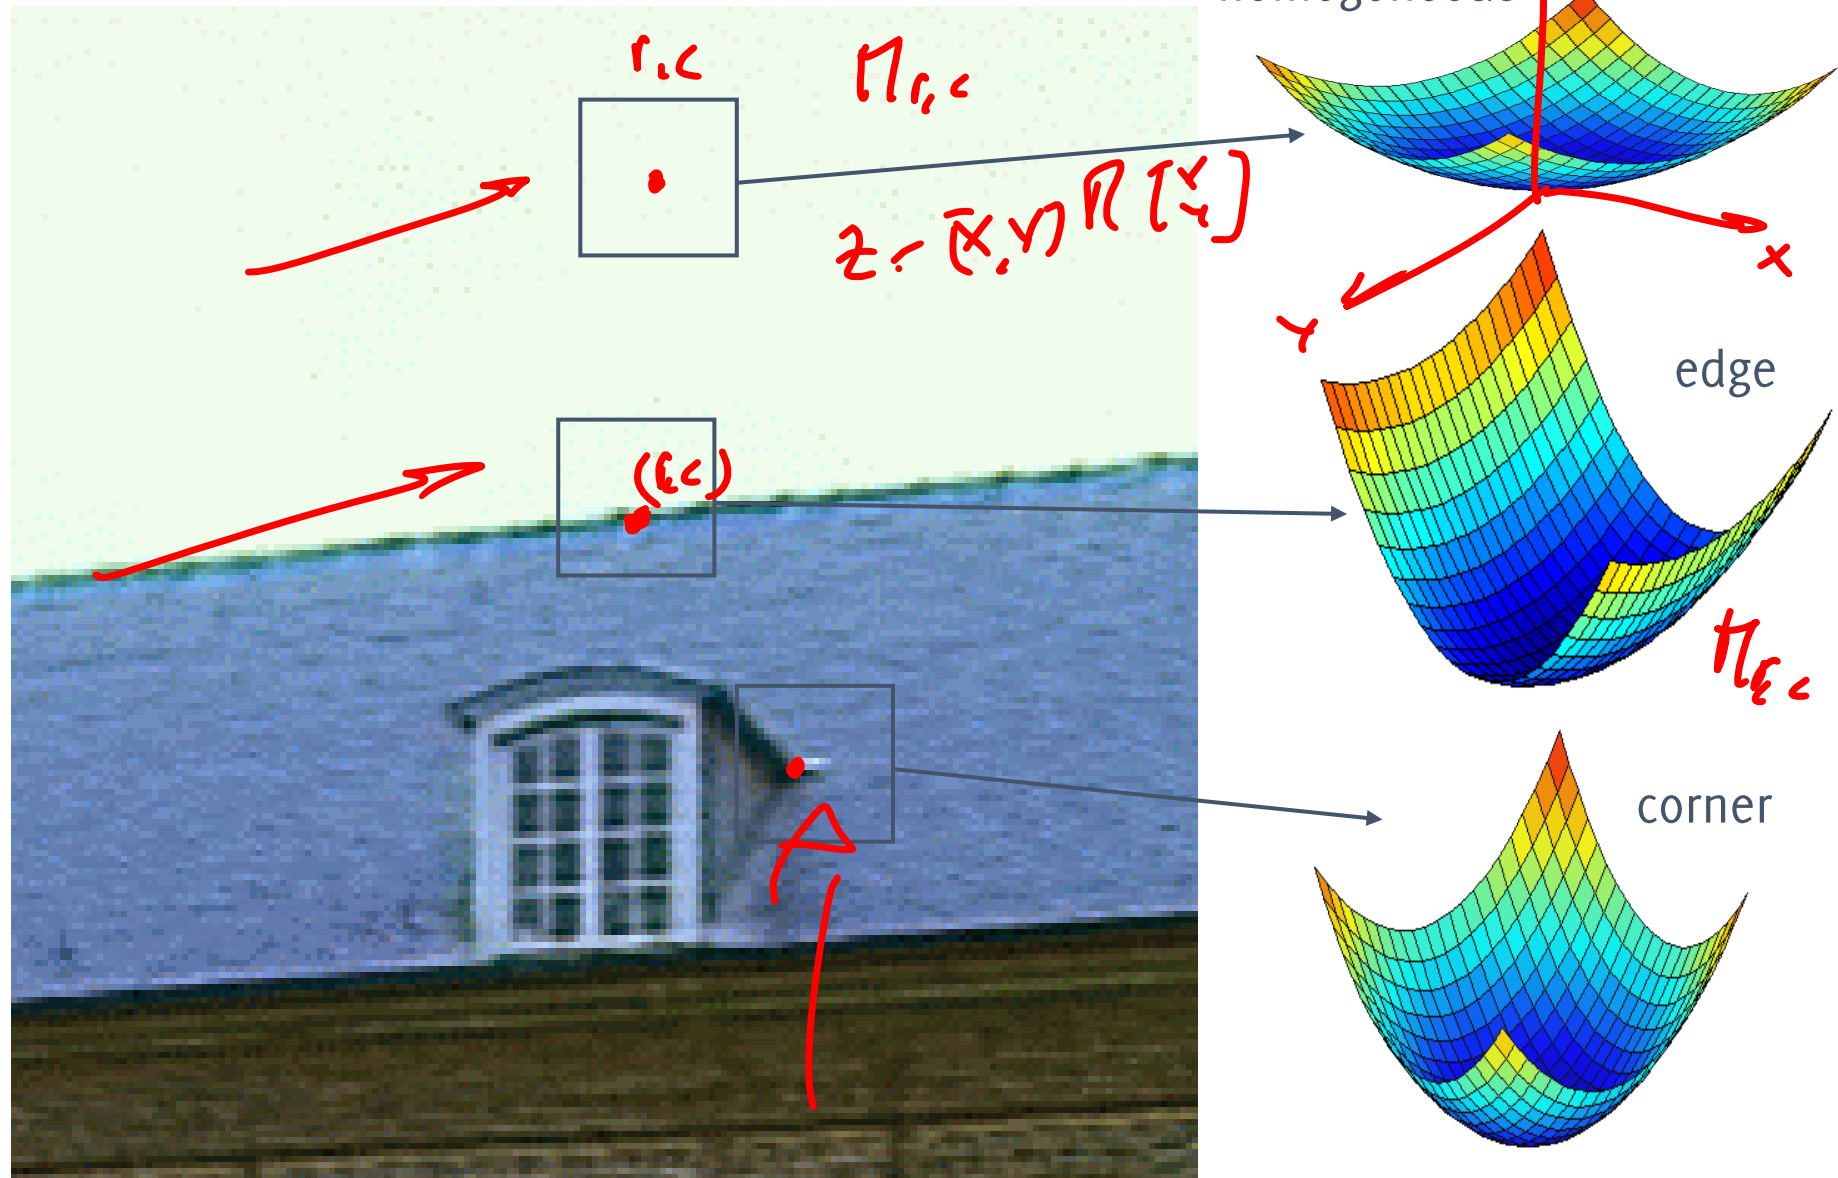 r,c
M r,c
z = [x, y] M [x y]
x
y
edge
(r,c)
M r,c
corner